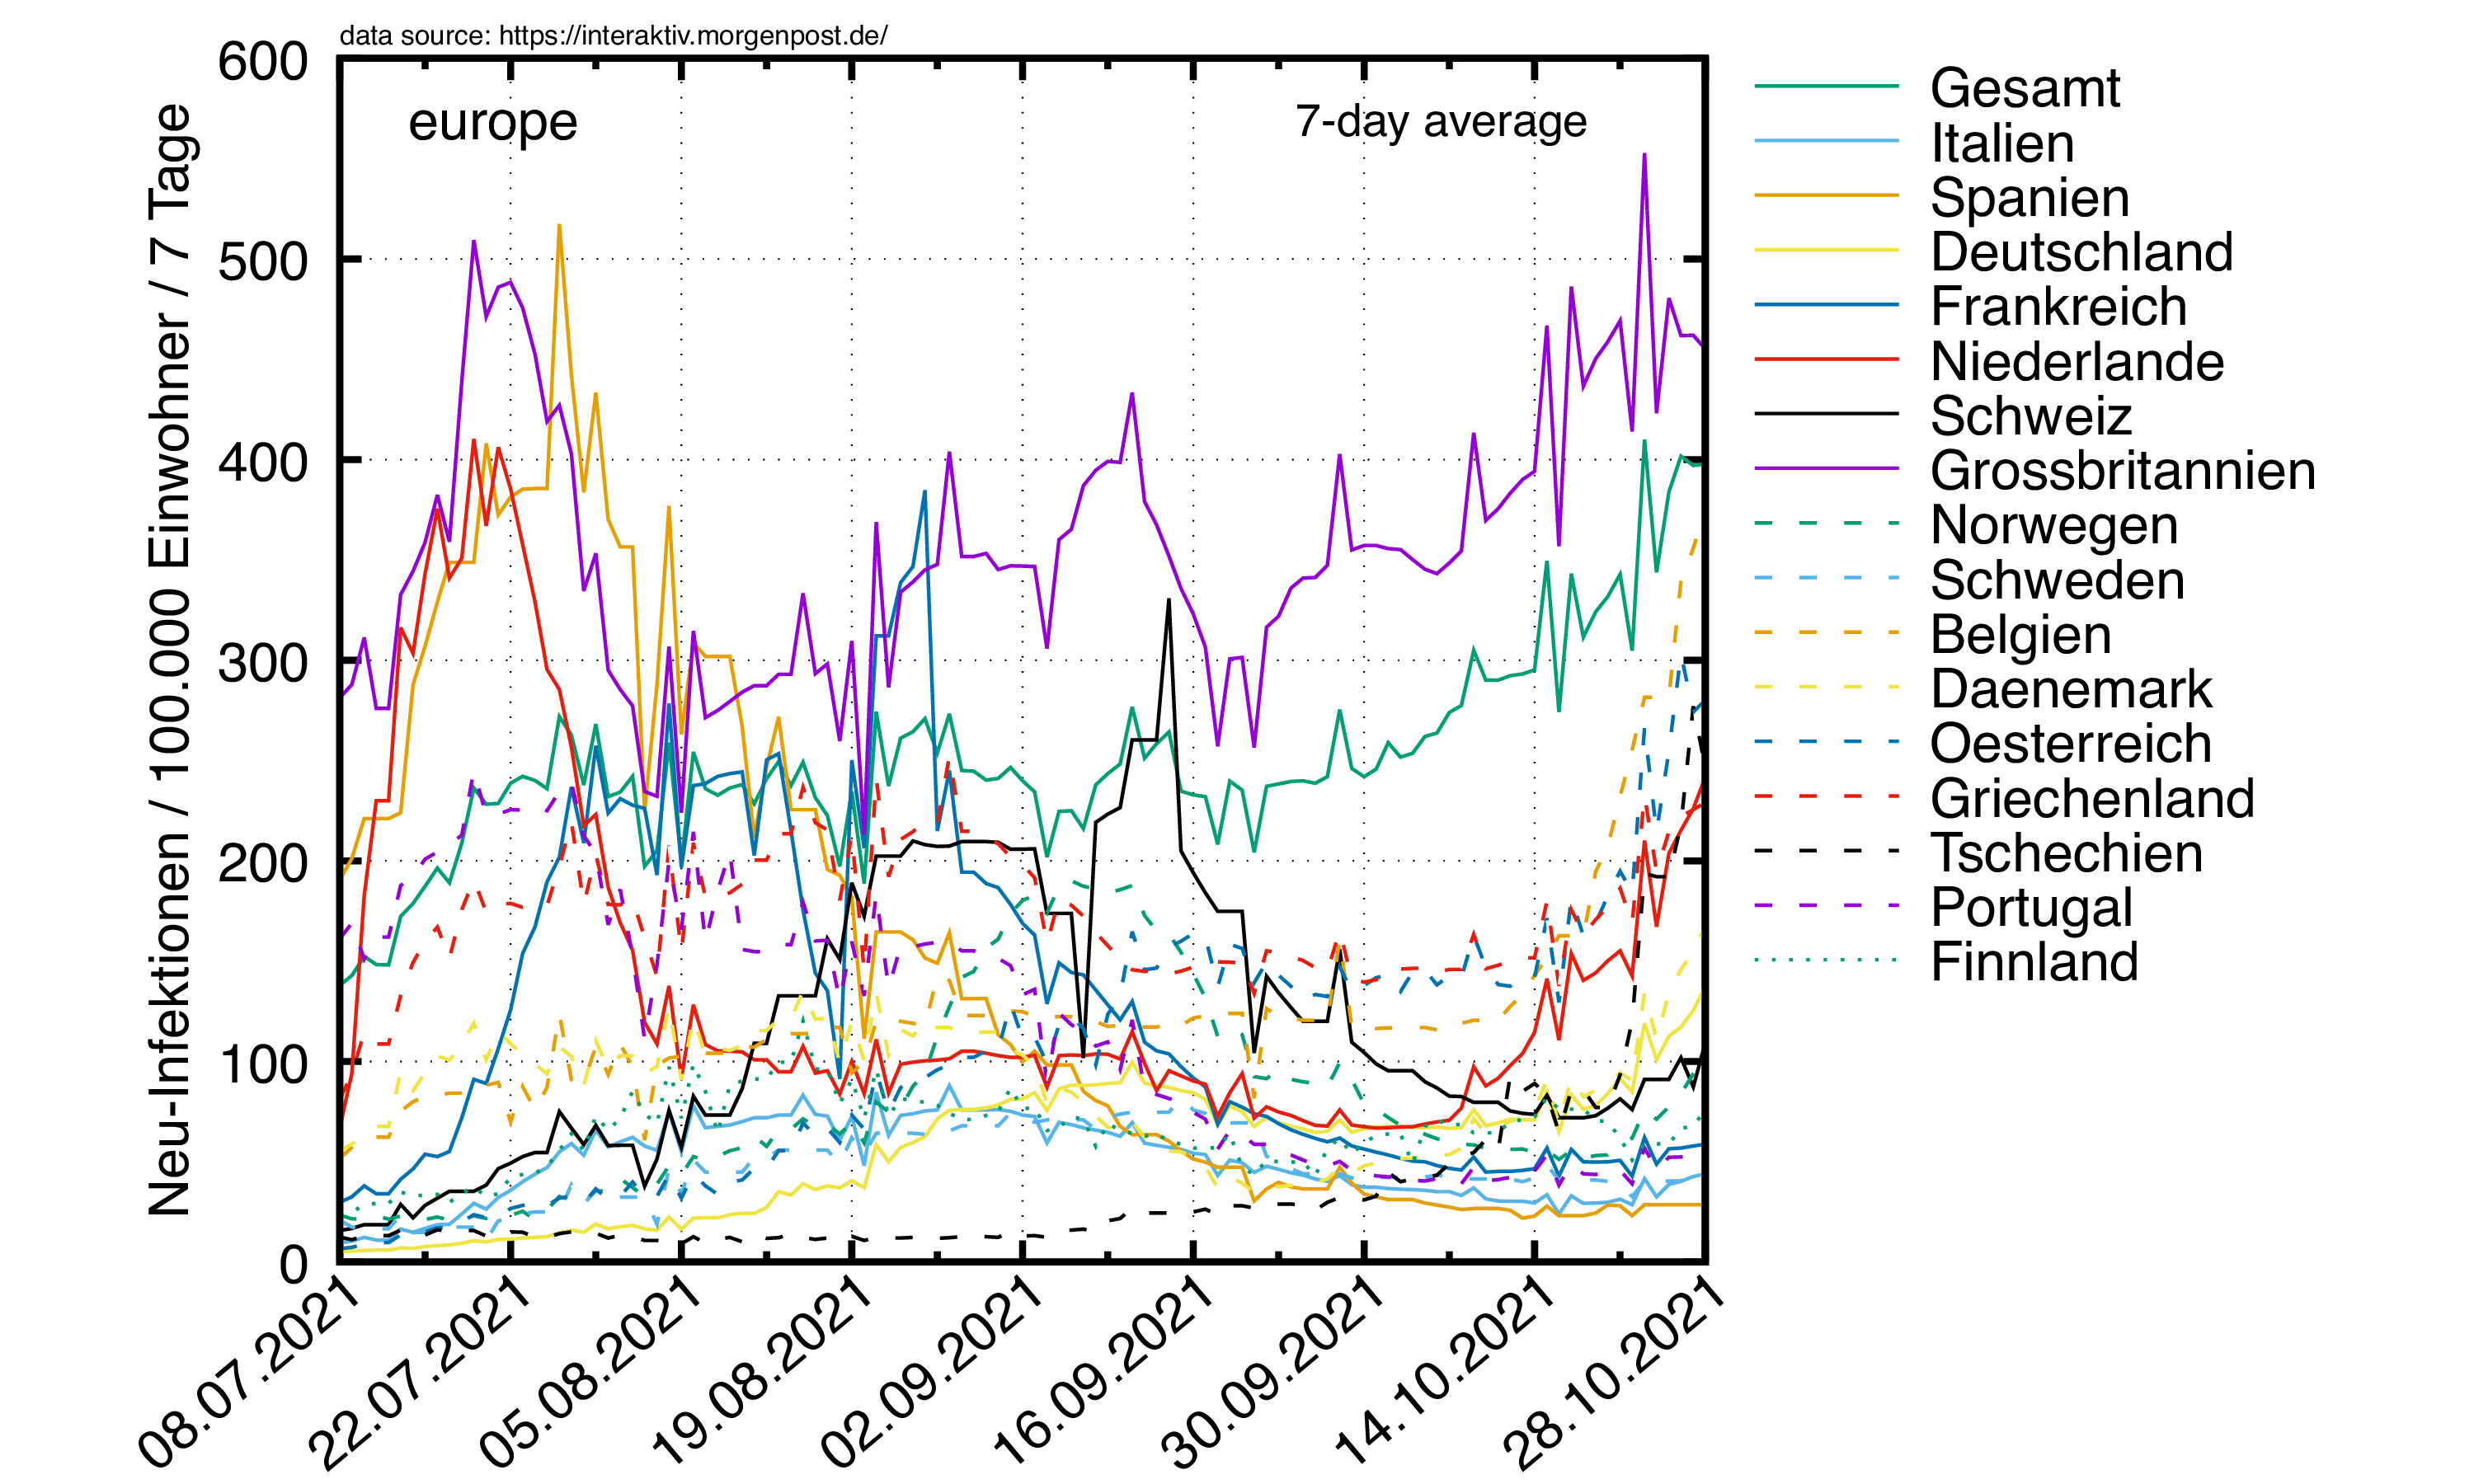 data source: https://interaktiv.morgenpost.de/
europe
7-day average
Neu-Infektionen / 100.000 Einwohner / 7 Tage
600
500
400
300
200
100
0
08.07.2021
22.07.2021
05.08.2021
19.08.2021
02.09.2021
16.09.2021
30.09.2021
14.10.2021
28.10.2021
Gesamt
Italien
Spanien
Deutschland
Frankreich
Niederlande
Schweiz
Grossbritannien
Norwegen
Schweden
Belgien
Daenemark
Oesterreich
Griechenland
Tschechien
Portugal
Finnland